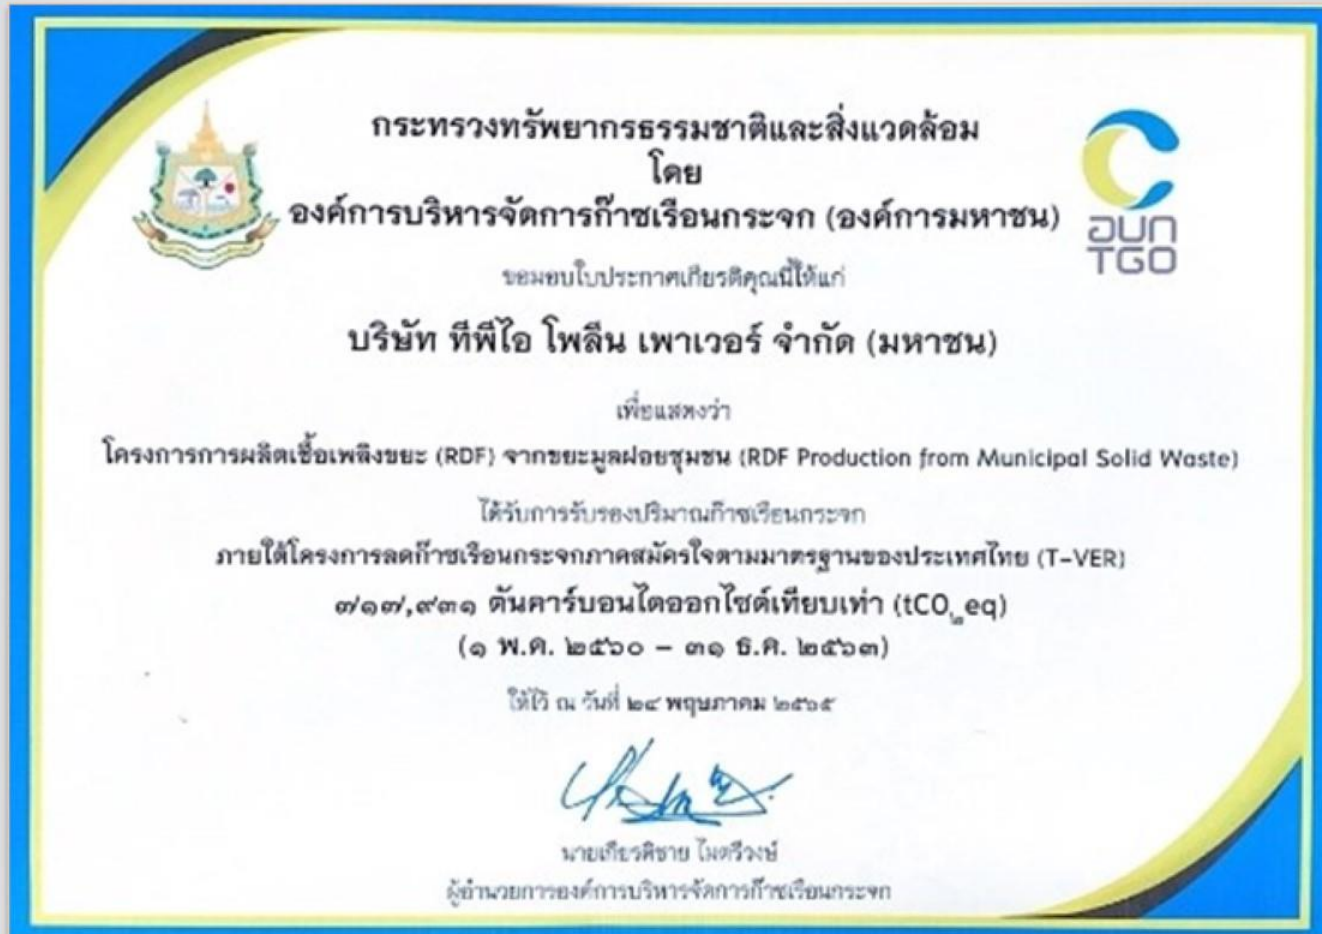 กระทรวงทรัพยากรธรรมชาติและสิ่งแวดล้อม
โดย
องค์การบริหารจัดการก๊าซเรือนกระจก (องค์การมหาชน)
อบก
TGO
ขอมอบใบประกาศเกียรติคุณนี้ให้แก่
บริษัท ทีพีไอ โพลีน เพาเวอร์ จำกัด (มหาชน)
เพื่อแสดงว่า
โครงการการผลิตเชื้อเพลิงขยะ (RDF) จากขยะมูลฝอยชุมชน (RDF Production from Municipal Solid Waste)
ได้รับการรับรองปริมาณก๊าซเรือนกระจก
ภายใต้โครงการลดก๊าซเรือนกระจกภาคสมัครใจตามมาตรฐานของประเทศไทย (T-VER)
๗๑๗,๙๓๑ ตันคาร์บอนไดออกไซด์เทียบเท่า (tCO๒eq)
(๑ พ.ค. ๒๕๖๐ – ๓๑ ธ.ค. ๒๕๖๓)
ให้ไว้ ณ วันที่ ๒๔ พฤษภาคม ๒๕๖๕
นายเกียรติชาย ไมตรีวงษ์
ผู้อำนวยการองค์การบริหารจัดการก๊าซเรือนกระจก